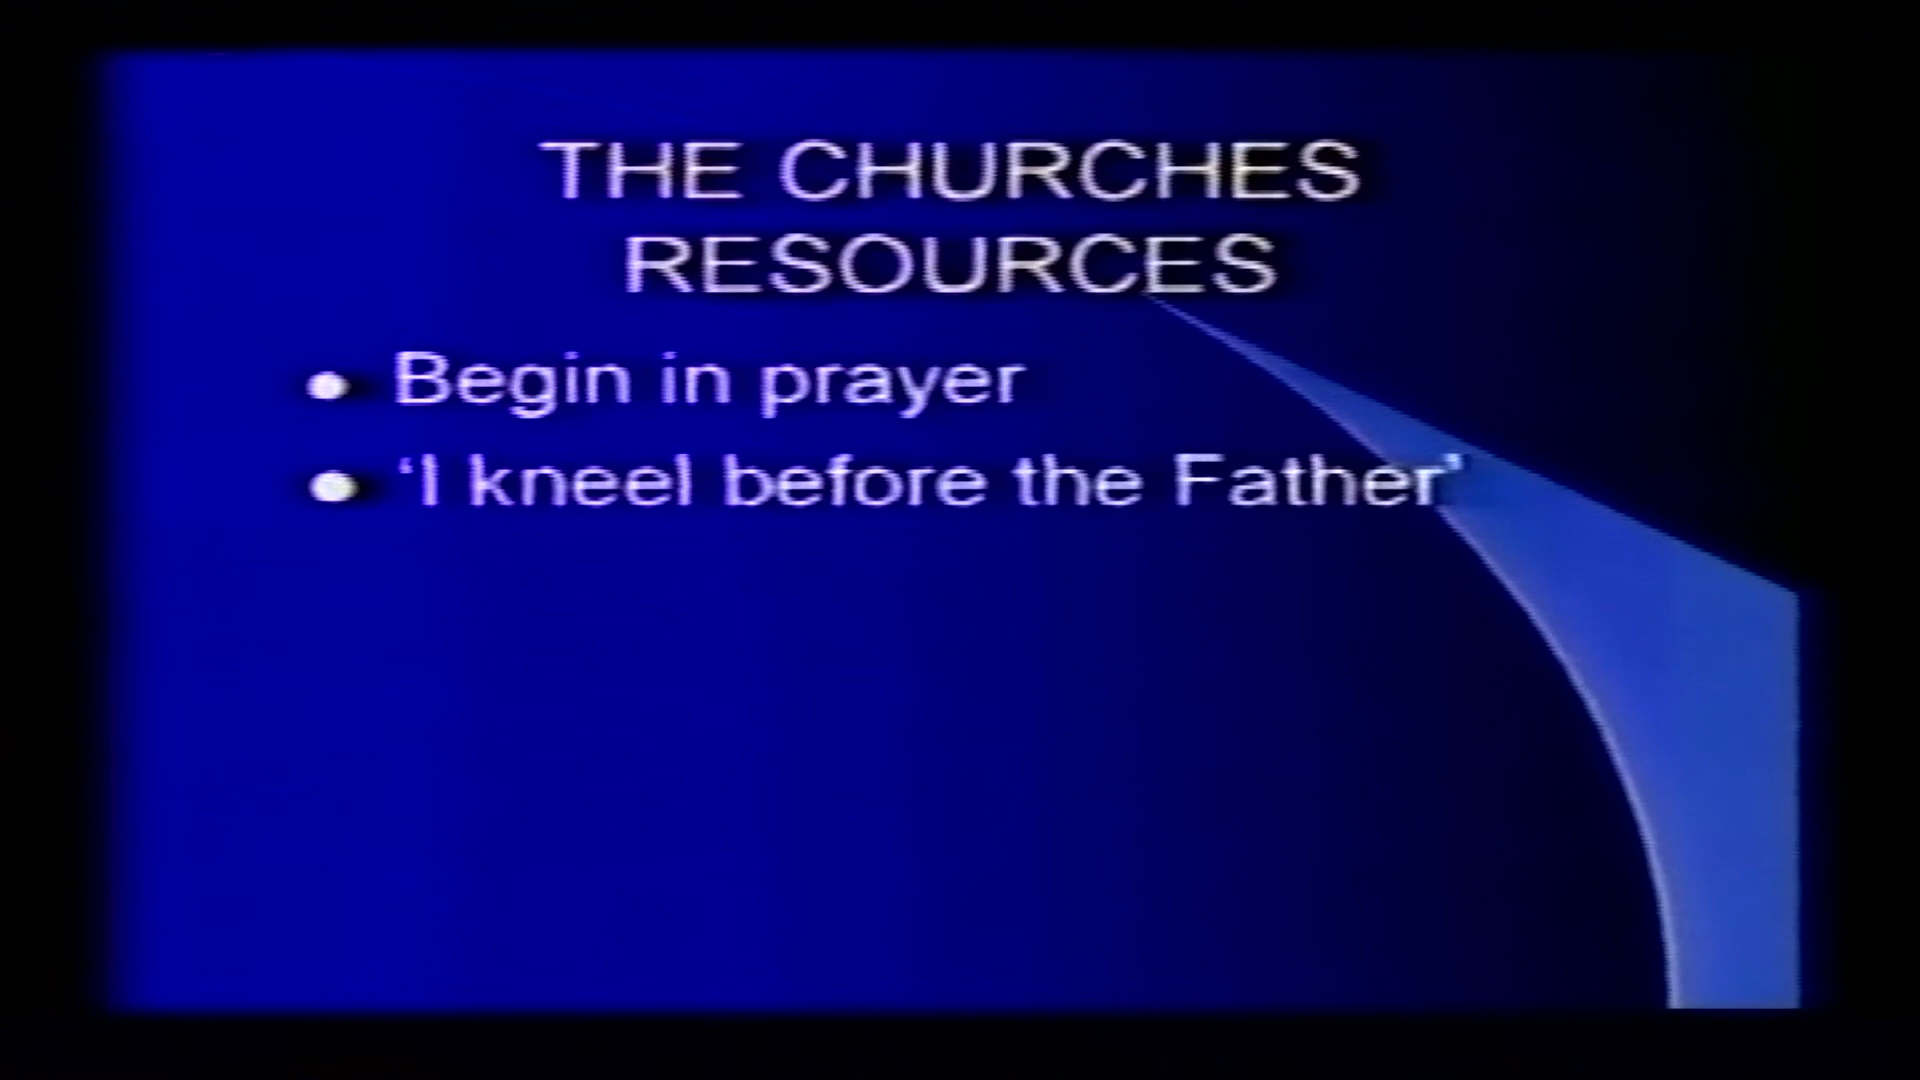 THE CHURCHES
RESOURCES
• Begin in prayer
• ‘I kneel before the Father’